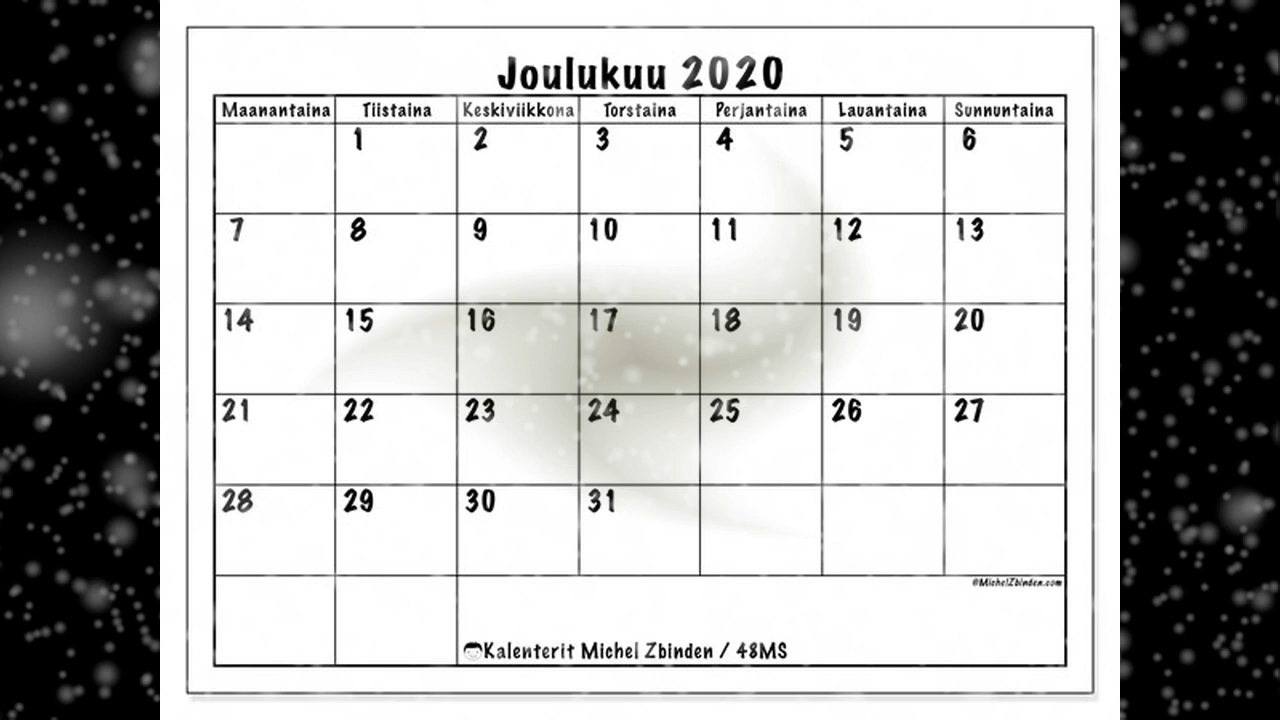 Joulukuu 2020
Maanantaina Tiistaina Keskiviikkona Torstaina Perjantaina Lauantaina Sunnuntaina
1 2 3 4 5 6
7 8 9 10 11 12 13
14 15 16 17 18 19 20
21 22 23 24 25 26 27
28 29 30 31
©MichelZbinden.com
Kalenterit Michel Zbinden / 48MS